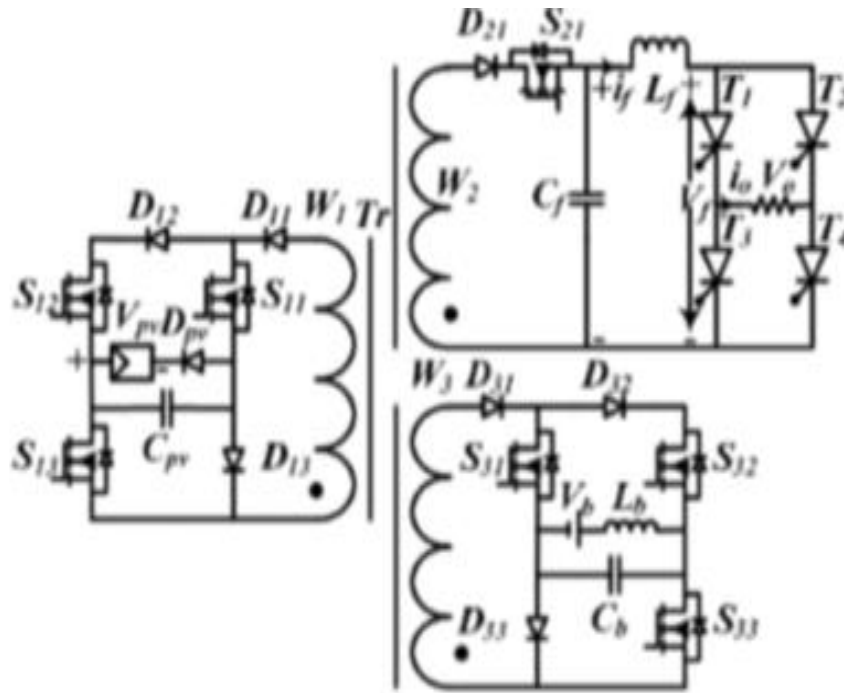 D21 S21
+ if Lf + T1 T2
W2 Cf Vf io Vo
T3 T4
- -
D12 D11 W1 Tr
S12 S11
Vpv Dpv
+ -
S13 Cpv D13
W3 D31 D32
S31 S32
Vb Lb
D33 Cb S33